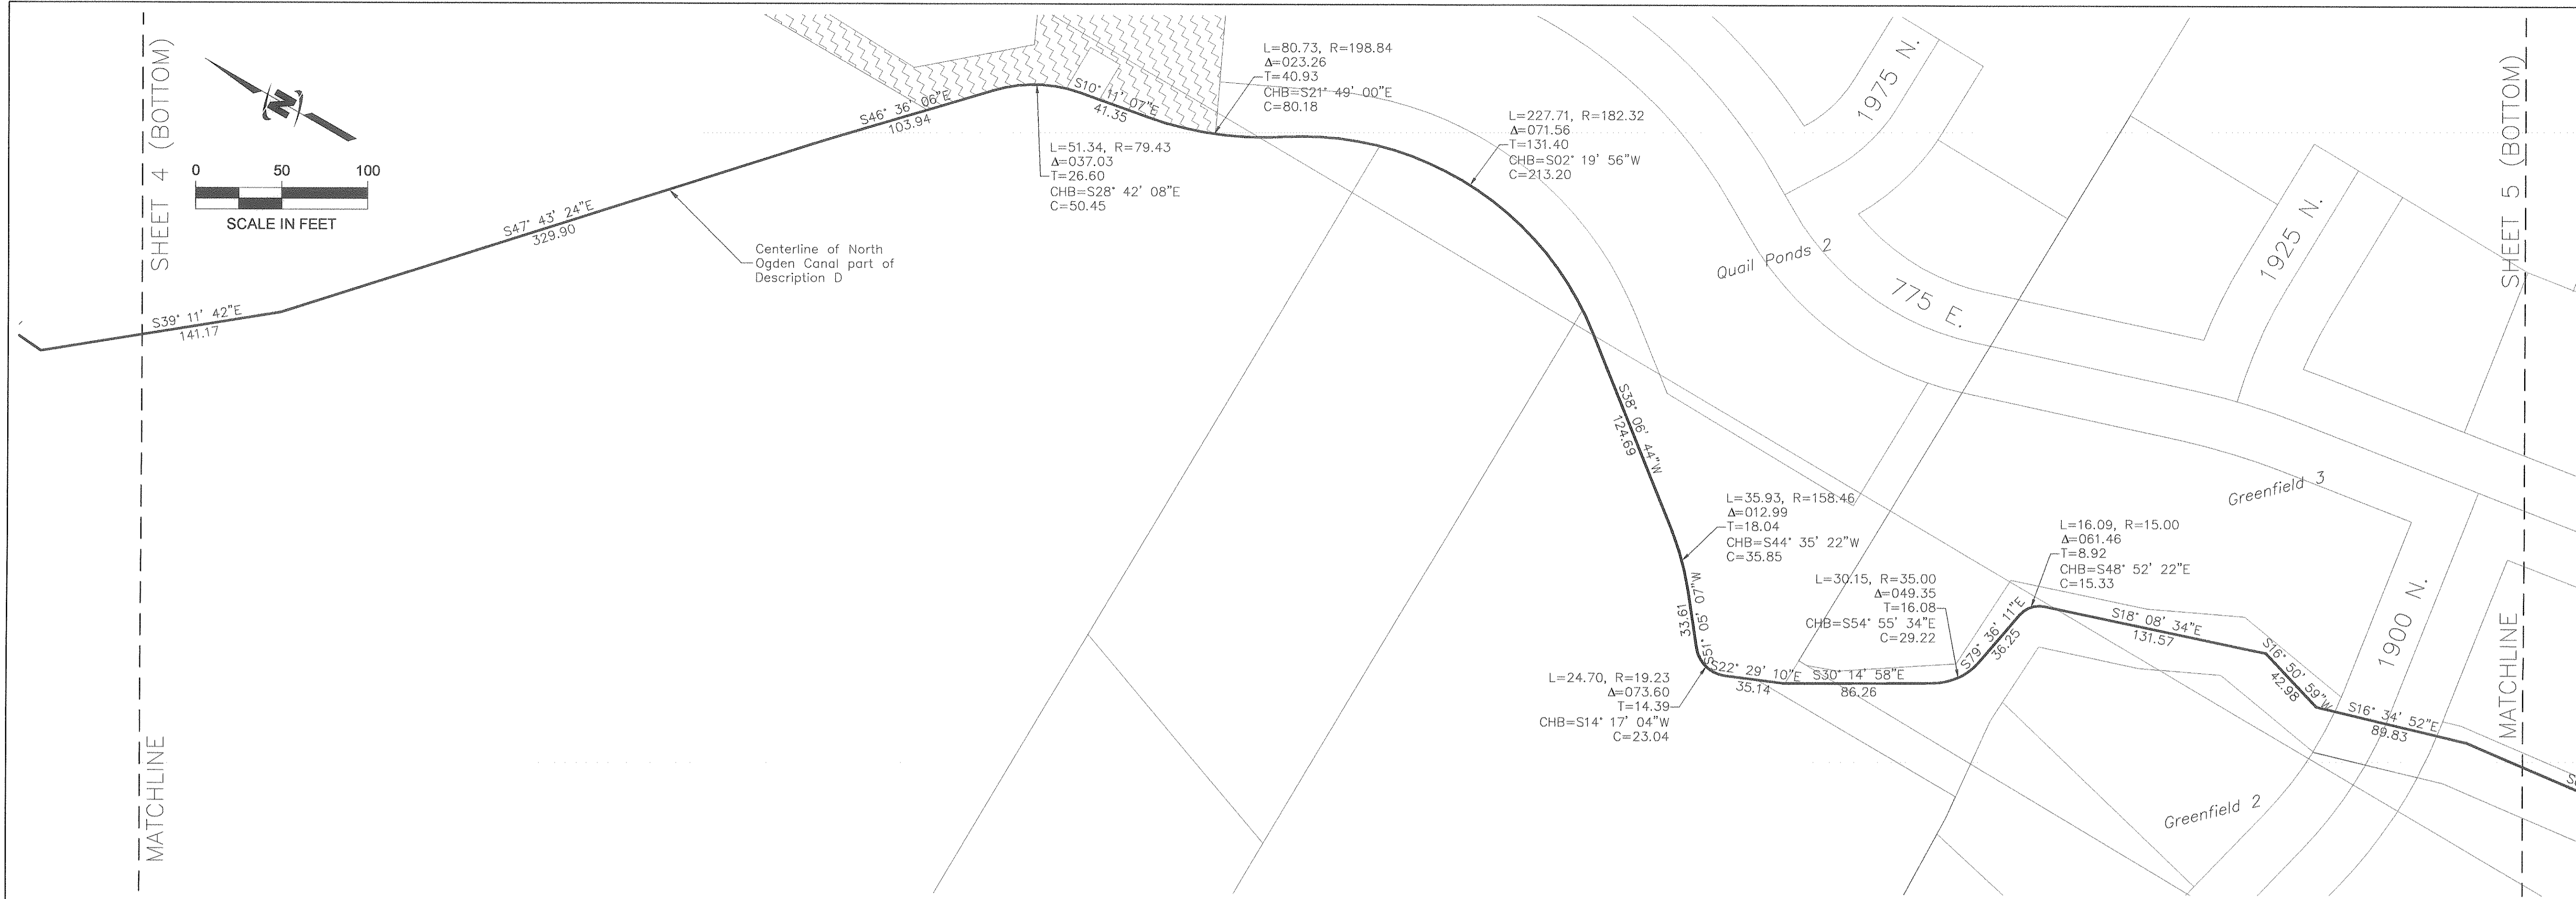 SHEET 4 (BOTTOM)
MATCHLINE
N
0 50 100
SCALE IN FEET
S39° 11' 42"E
141.17
S47° 43' 24"E
329.90
Centerline of North
Ogden Canal part of
Description D
S46° 36' 06"E
103.94
L=51.34, R=79.43
Δ=037.03
T=26.60
CHB=S28° 42' 08"E
C=50.45
S10° 11' 07"E
41.35
L=80.73, R=198.84
Δ=023.26
T=40.93
CHB=S21° 49' 00"E
C=80.18
L=227.71, R=182.32
Δ=071.56
T=131.40
CHB=S02° 19' 56"W
C=213.20
S38° 06' 44"W
124.69
L=35.93, R=158.46
Δ=012.99
T=18.04
CHB=S44° 35' 22"W
C=35.85
S51° 05' 07"W
33.61
L=24.70, R=19.23
Δ=073.60
T=14.39
CHB=S14° 17' 04"W
C=23.04
S22° 29' 10"E
35.14
S30° 14' 58"E
86.26
L=30.15, R=35.00
Δ=049.35
T=16.08
CHB=S54° 55' 34"E
C=29.22
S79° 36' 11"E
36.25
L=16.09, R=15.00
Δ=061.46
T=8.92
CHB=S48° 52' 22"E
C=15.33
S18° 08' 34"E
131.57
S16° 50' 59"W
42.98
S16° 34' 52"E
89.83
Quail Ponds 2
775 E.
1975 N.
1925 N.
Greenfield 3
1900 N.
Greenfield 2
SHEET 5 (BOTTOM)
MATCHLINE